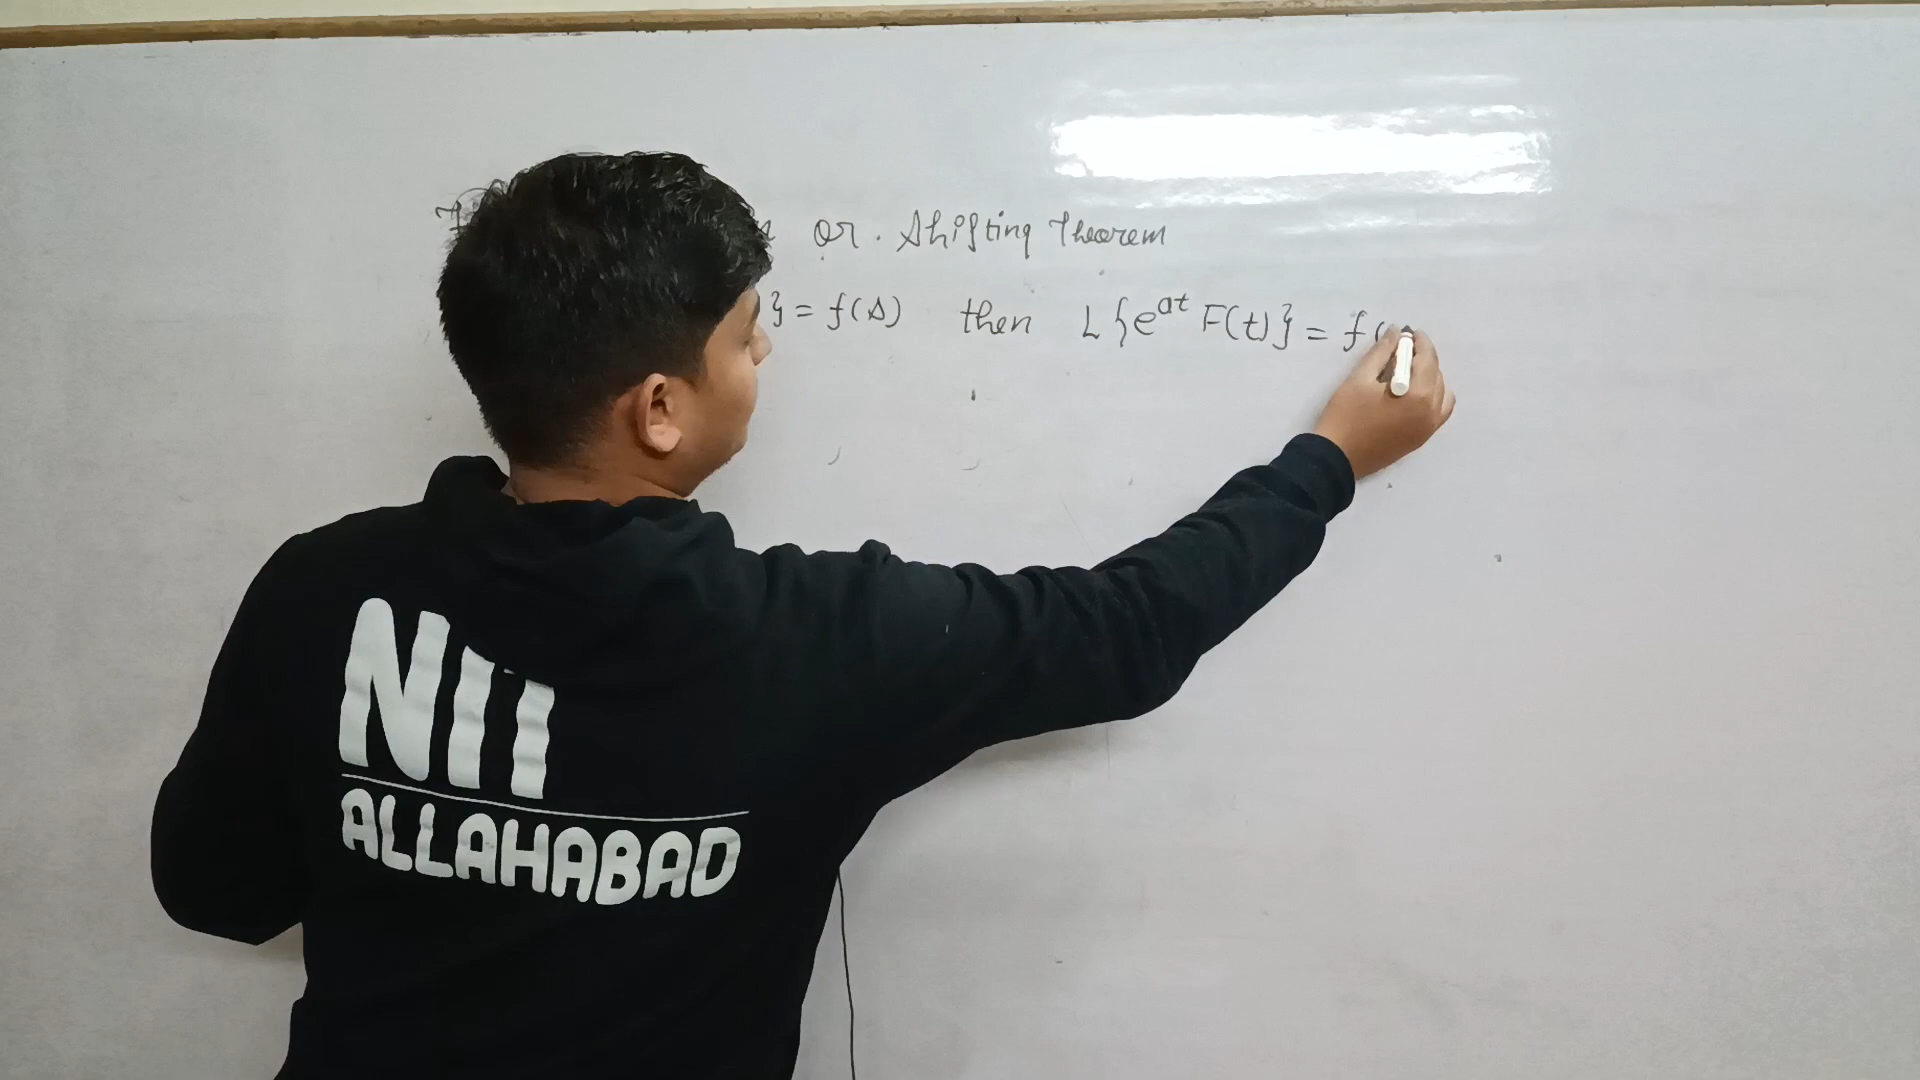 or. Shifting Theorem
} = f(s) then L{e^{at} F(t)} = f(
NIT
ALLAHABAD